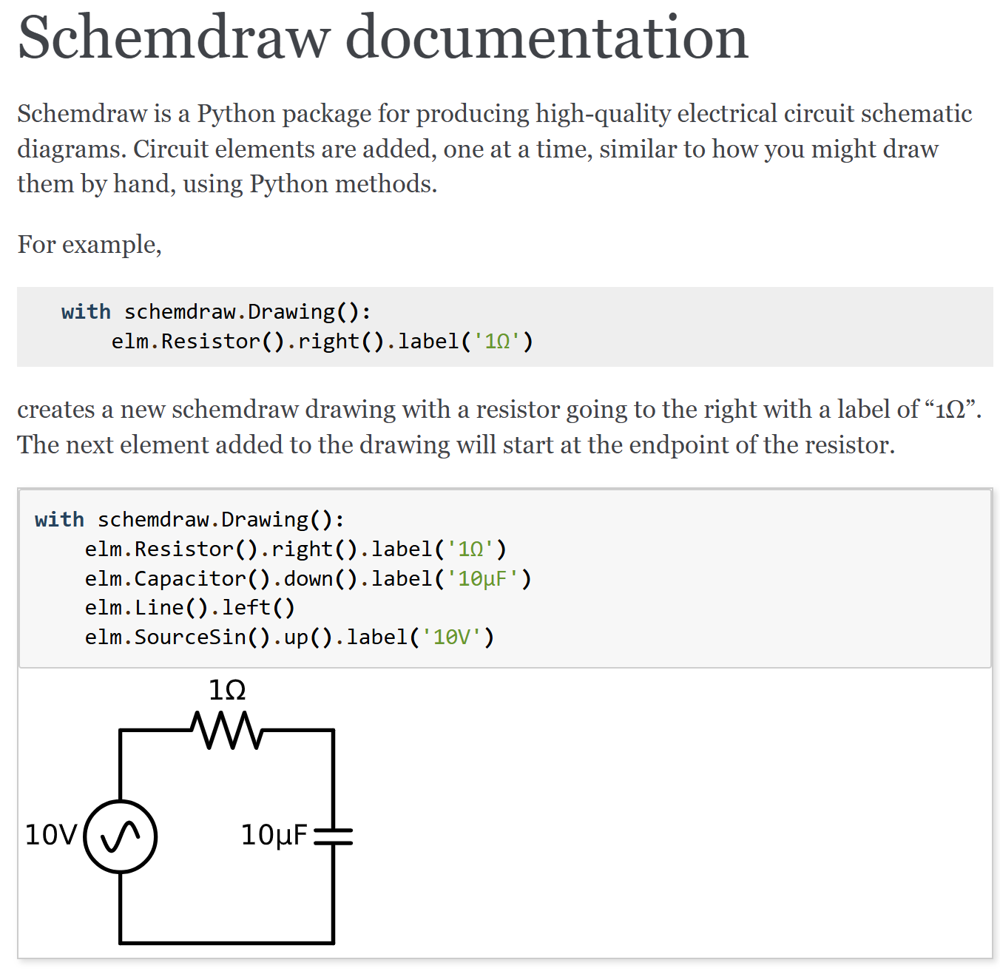 Schemdraw documentation
Schemdraw is a Python package for producing high-quality electrical circuit schematic
diagrams. Circuit elements are added, one at a time, similar to how you might draw
them by hand, using Python methods.
For example,
with schemdraw.Drawing():
    elm.Resistor().right().label('1Ω')
creates a new schemdraw drawing with a resistor going to the right with a label of “1Ω”.
The next element added to the drawing will start at the endpoint of the resistor.
with schemdraw.Drawing():
    elm.Resistor().right().label('1Ω')
    elm.Capacitor().down().label('10μF')
    elm.Line().left()
    elm.SourceSin().up().label('10V')
1Ω
10V
10μF